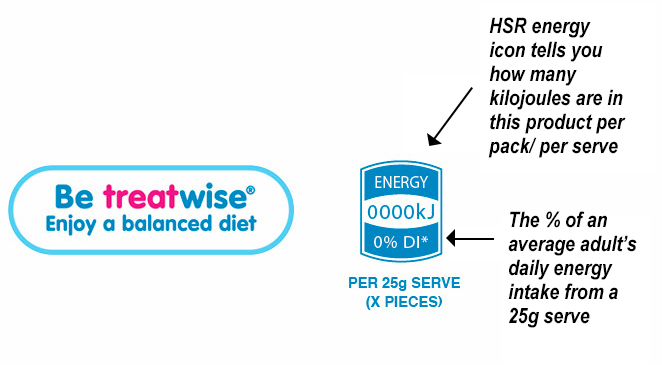 HSR energy
icon tells you
how many
kilojoules are in
this product per
pack/ per serve
Be treatwise®
Enjoy a balanced diet
ENERGY
0000kJ
0% DI*
PER 25g SERVE
(X PIECES)
The % of an
average adult's
daily energy
intake from a
25g serve